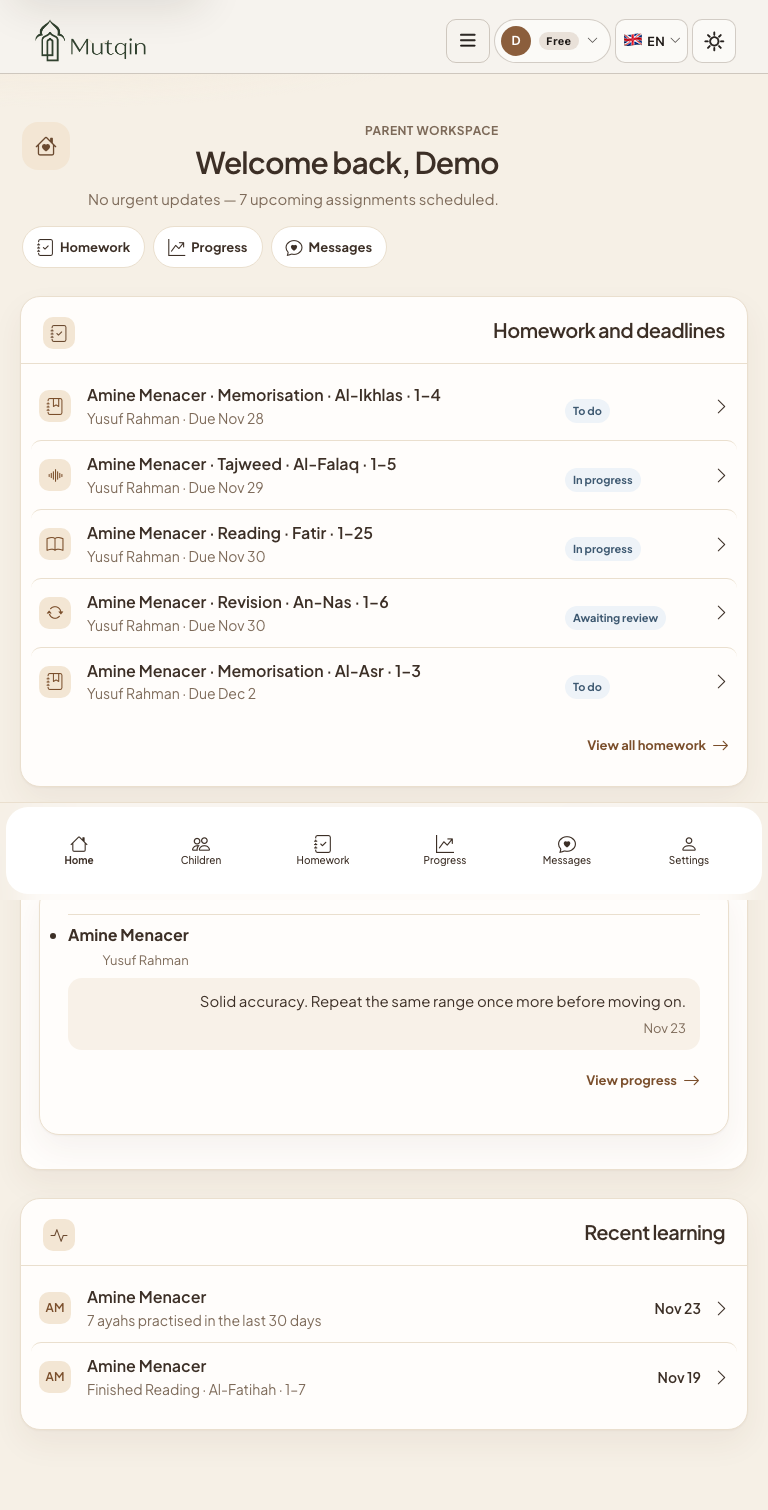 Mutqin
D Free
EN
PARENT WORKSPACE
Welcome back, Demo
No urgent updates — 7 upcoming assignments scheduled.
Homework Progress Messages
Homework and deadlines
Amine Menacer · Memorisation · Al-Ikhlas · 1–4
Yusuf Rahman · Due Nov 28
To do
Amine Menacer · Tajweed · Al-Falaq · 1–5
Yusuf Rahman · Due Nov 29
In progress
Amine Menacer · Reading · Fatir · 1–25
Yusuf Rahman · Due Nov 30
In progress
Amine Menacer · Revision · An-Nas · 1–6
Yusuf Rahman · Due Nov 30
Awaiting review
Amine Menacer · Memorisation · Al-Asr · 1–3
Yusuf Rahman · Due Dec 2
To do
View all homework
Home Children Homework Progress Messages Settings
Amine Menacer
Yusuf Rahman
Solid accuracy. Repeat the same range once more before moving on.
Nov 23
View progress
Recent learning
AM Amine Menacer
7 ayahs practised in the last 30 days
Nov 23
AM Amine Menacer
Finished Reading · Al-Fatihah · 1–7
Nov 19